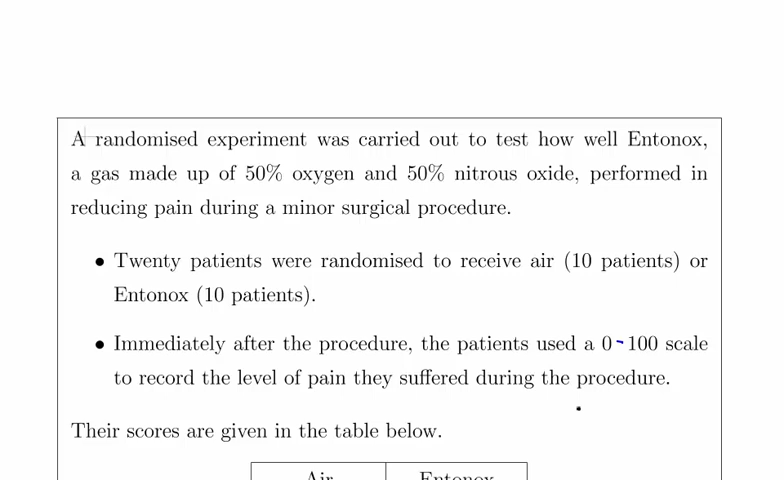 A randomised experiment was carried out to test how well Entonox,
a gas made up of 50% oxygen and 50% nitrous oxide, performed in
reducing pain during a minor surgical procedure.
• Twenty patients were randomised to receive air (10 patients) or
Entonox (10 patients).
• Immediately after the procedure, the patients used a 0-100 scale
to record the level of pain they suffered during the procedure.
Their scores are given in the table below.
Air Entonox